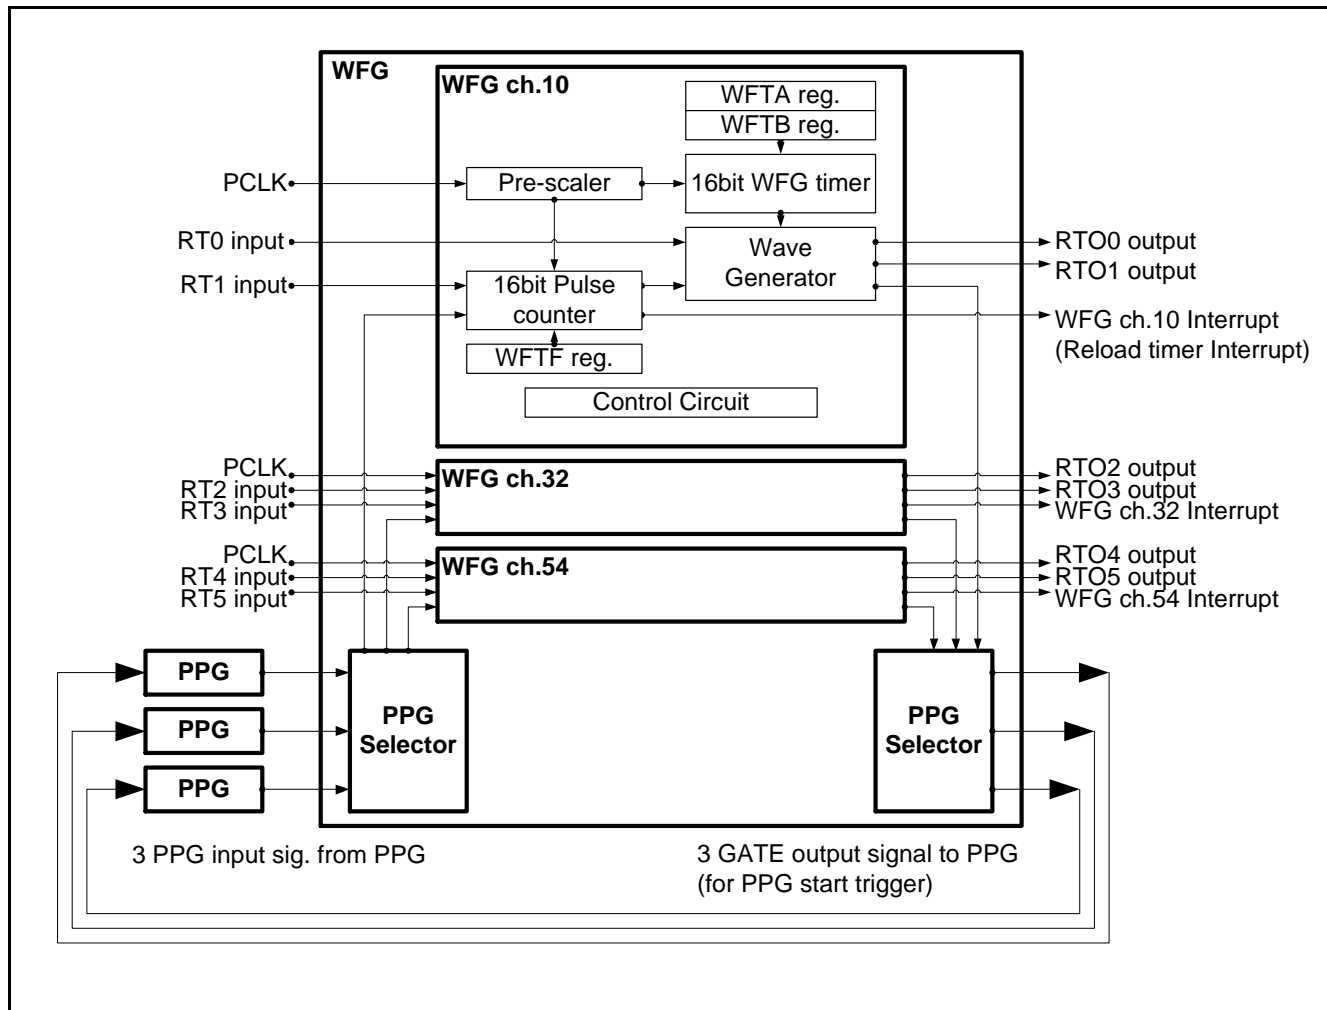 WFG
WFG ch.10
WFTA reg.
WFTB reg.
PCLK
Pre-scaler
16bit WFG timer
RT0 input
Wave
Generator
RTO0 output
RTO1 output
RT1 input
16bit Pulse
counter
WFG ch.10 Interrupt
(Reload timer Interrupt)
WFTF reg.
Control Circuit
PCLK
RT2 input
RT3 input
WFG ch.32
RTO2 output
RTO3 output
WFG ch.32 Interrupt
PCLK
RT4 input
RT5 input
WFG ch.54
RTO4 output
RTO5 output
WFG ch.54 Interrupt
PPG
PPG
PPG
PPG
Selector
PPG
Selector
3 PPG input sig. from PPG
3 GATE output signal to PPG
(for PPG start trigger)